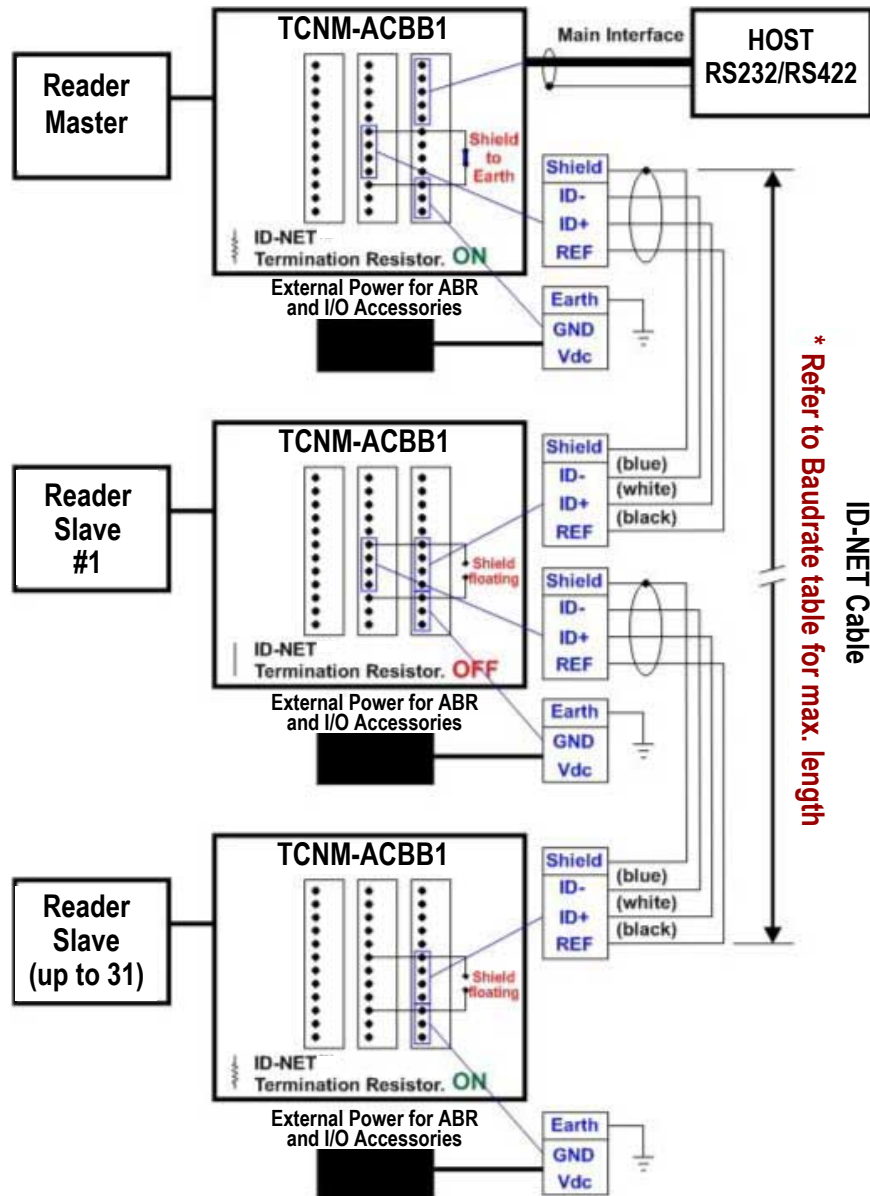 TCNM-ACBB1
Main Interface
HOST
RS232/RS422
Reader
Master
Shield
to
Earth
ID-NET
Termination Resistor. ON
Shield
ID-
ID+
REF
External Power for ABR
and I/O Accessories
Earth
GND
Vdc
TCNM-ACBB1
Reader
Slave
#1
Shield
floating
ID-NET
Termination Resistor. OFF
Shield
ID- (blue)
ID+ (white)
REF (black)
Shield
ID-
ID+
REF
External Power for ABR
and I/O Accessories
Earth
GND
Vdc
TCNM-ACBB1
Reader
Slave
(up to 31)
Shield
floating
ID-NET
Termination Resistor. ON
Shield
ID- (blue)
ID+ (white)
REF (black)
External Power for ABR
and I/O Accessories
Earth
GND
Vdc
ID-NET Cable
* Refer to Baudrate table for max. length